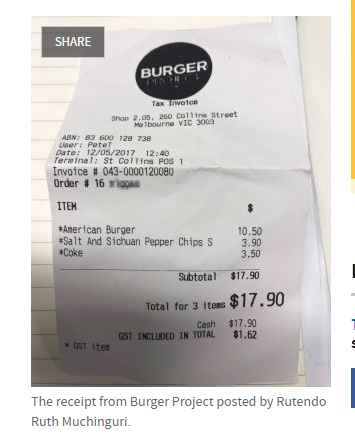 SHARE
BURGER
PROJECT
Tax Invoice
Shop 2.05, 260 Collins Street
Melbourne VIC 3003
ABN: 83 600 128 738
User: PeteT
Date: 12/05/2017 12:40
Terminal: St Collins POS 1
Invoice # 043-0000120080
Order # 16
ITEM $
*American Burger 10.50
*Salt And Sichuan Pepper Chips S 3.90
*Coke 3.50
Subtotal $17.90
Total for 3 items $17.90
Cash $17.90
GST INCLUDED IN TOTAL $1.62
* GST item
The receipt from Burger Project posted by Rutendo
Ruth Muchinguri.